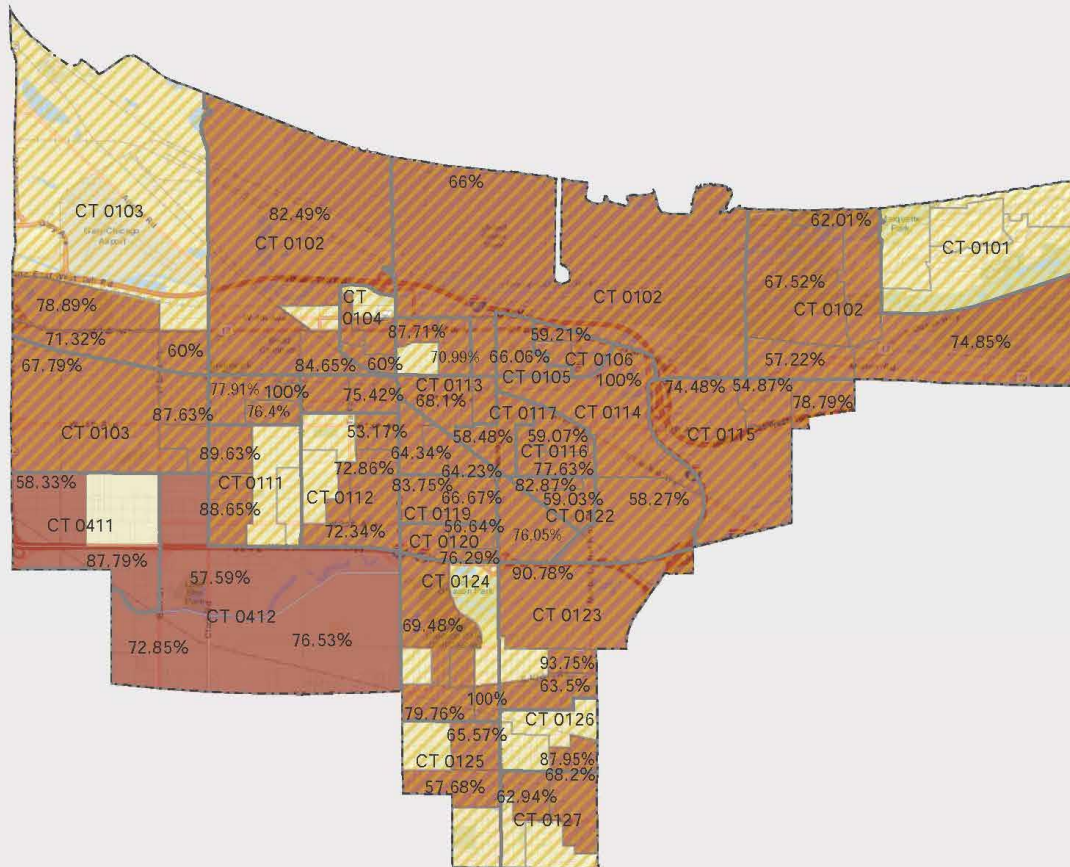 66%
CT 0103
82.49%
62.01%
CT 0102
CT 0101
Gary-Chicago
Airport
67.52%
CT 0102
CT 0102
78.89%
CT
0104
74.85%
71.32%
87.71%
59.21%
60%
67.79%
84.65%
60%
70.99%
66.06%
CT 0106
57.22%
CT 0105
100%
77.91%
100%
75.42%
CT 0113
68.1%
74.48%
54.87%
78.79%
87.63%
76.4%
CT 0117
CT 0114
CT 0103
53.17%
58.48%
59.07%
CT 0115
89.63%
64.34%
CT 0116
72.86%
64.23%
77.63%
58.33%
CT 0111
83.75%
82.87%
CT 0112
66.67%
59.03%
58.27%
88.65%
CT 0119
CT 0122
CT 0411
72.34%
56.64%
76.05%
CT 0120
87.79%
76.29%
57.59%
CT 0124
90.78%
CT 0412
CT 0123
69.48%
72.85%
76.53%
93.75%
63.5%
100%
79.76%
CT 0126
65.57%
CT 0125
87.95%
68.2%
57.68%
62.94%
CT 0127